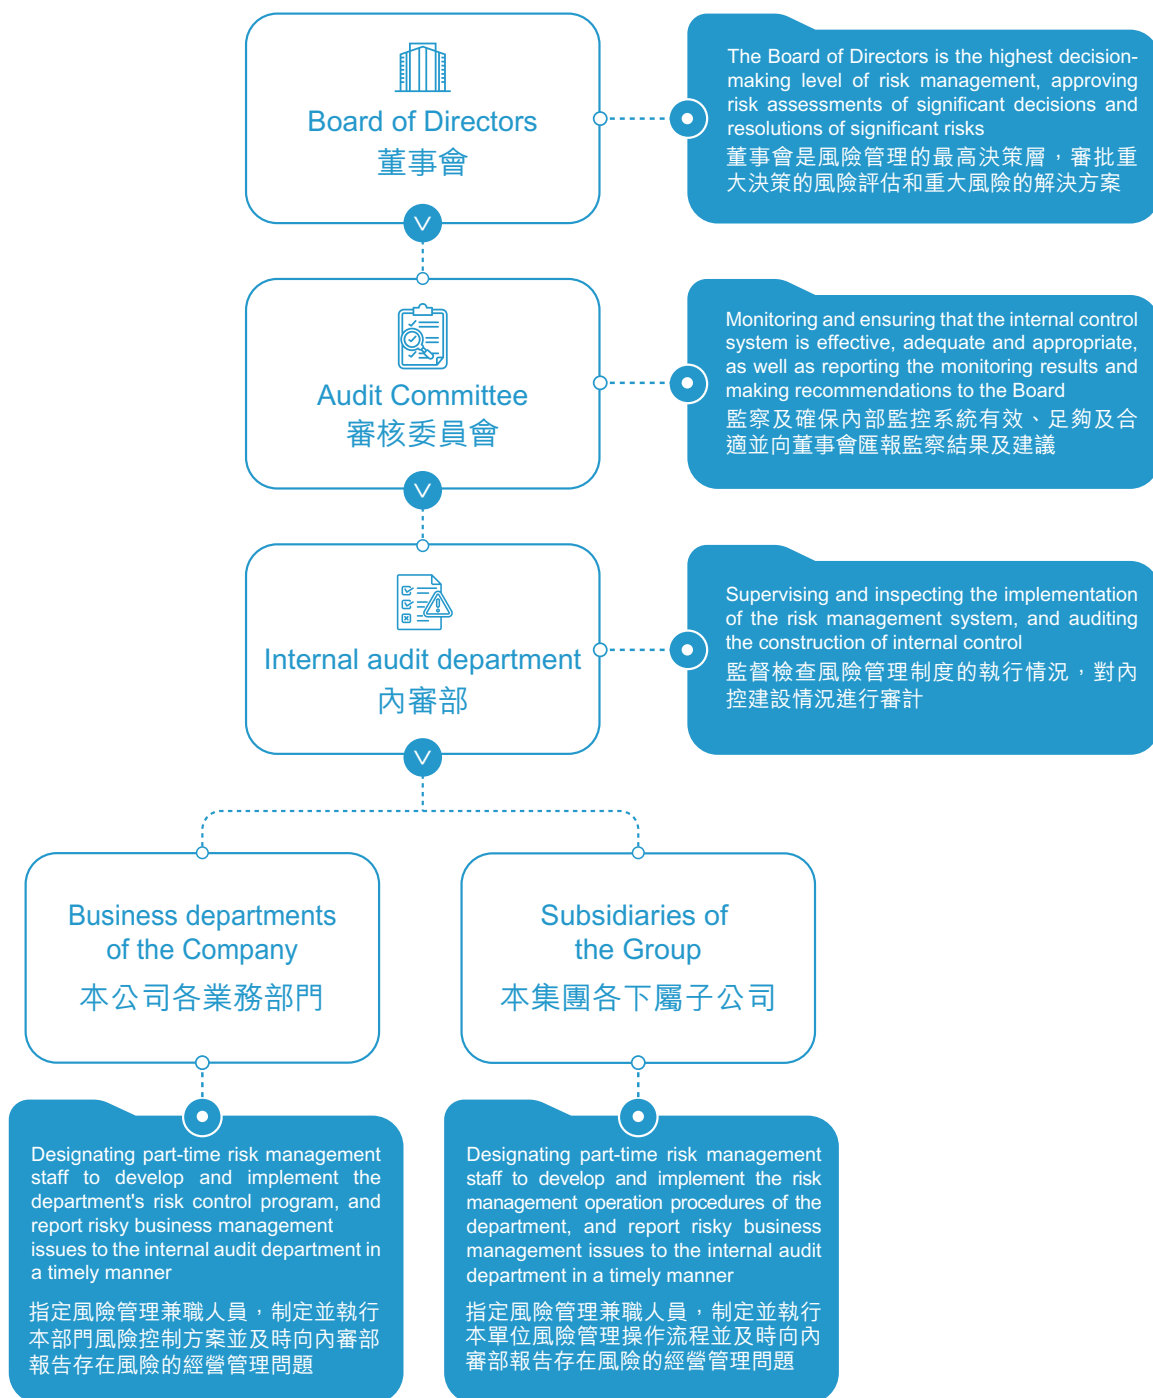 Board of Directors
董事會
The Board of Directors is the highest decision-
making level of risk management, approving
risk assessments of significant decisions and
resolutions of significant risks
董事會是風險管理的最高決策層，審批重
大決策的風險評估和重大風險的解決方案
Audit Committee
審核委員會
Monitoring and ensuring that the internal control
system is effective, adequate and appropriate,
as well as reporting the monitoring results and
making recommendations to the Board
監察及確保內部監控系統有效、足夠及合
適並向董事會匯報監察結果及建議
Internal audit department
內審部
Supervising and inspecting the implementation
of the risk management system, and auditing
the construction of internal control
監督檢查風險管理制度的執行情況，對內
控建設情況進行審計
Business departments
of the Company
本公司各業務部門
Subsidiaries of
the Group
本集團各下屬子公司
Designating part-time risk management
staff to develop and implement the
department's risk control program, and
report risky business management
issues to the internal audit department in
a timely manner
指定風險管理兼職人員，制定並執行
本部門風險控制方案並及時向內審部
報告存在風險的經營管理問題
Designating part-time risk management
staff to develop and implement the risk
management operation procedures of the
department, and report risky business
management issues to the internal audit
department in a timely manner
指定風險管理兼職人員，制定並執行
本單位風險管理操作流程並及時向內
審部報告存在風險的經營管理問題